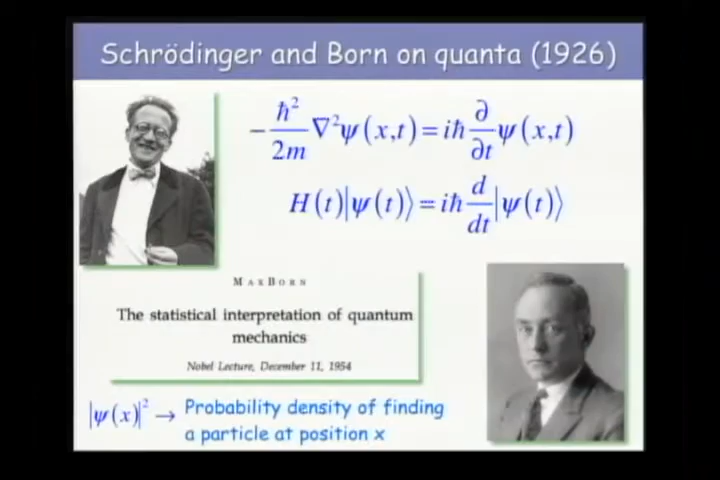 Schrödinger and Born on quanta (1926)
−ħ²/2m ∇²ψ(x,t) = iħ ∂/∂t ψ(x,t)
H(t)|ψ(t)⟩ = iħ d/dt |ψ(t)⟩
MAX BORN
The statistical interpretation of quantum
mechanics
Nobel Lecture, December 11, 1954
|ψ(x)|² → Probability density of finding
a particle at position x